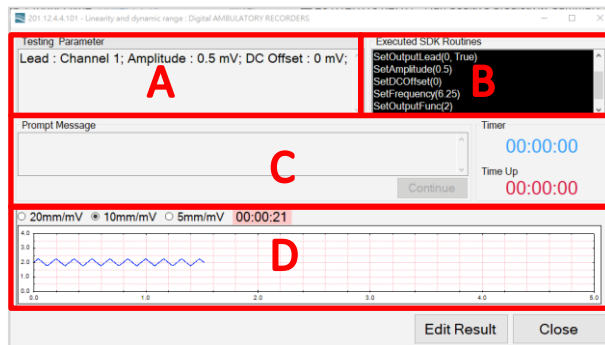 201.12.4.4.101 - Linearity and dynamic range : Digital AMBULATORY RECORDERS
Testing Parameter
Lead : Channel 1; Amplitude : 0.5 mV; DC Offset : 0 mV;
A
Executed SDK Routines
SetOutputLead(0, True)
SetAmplitude(0.5)
SetDCOffset(0)
SetFrequency(6.25)
SetOutputFunc(2)
B
Prompt Message
C
Continue
Timer
00:00:00
Time Up
00:00:00
20mm/mV 10mm/mV 5mm/mV 00:00:21
D
4.0
3.0
2.0
1.0
0.0
0.0 1.0 2.0 3.0 4.0 5.0
Edit Result Close